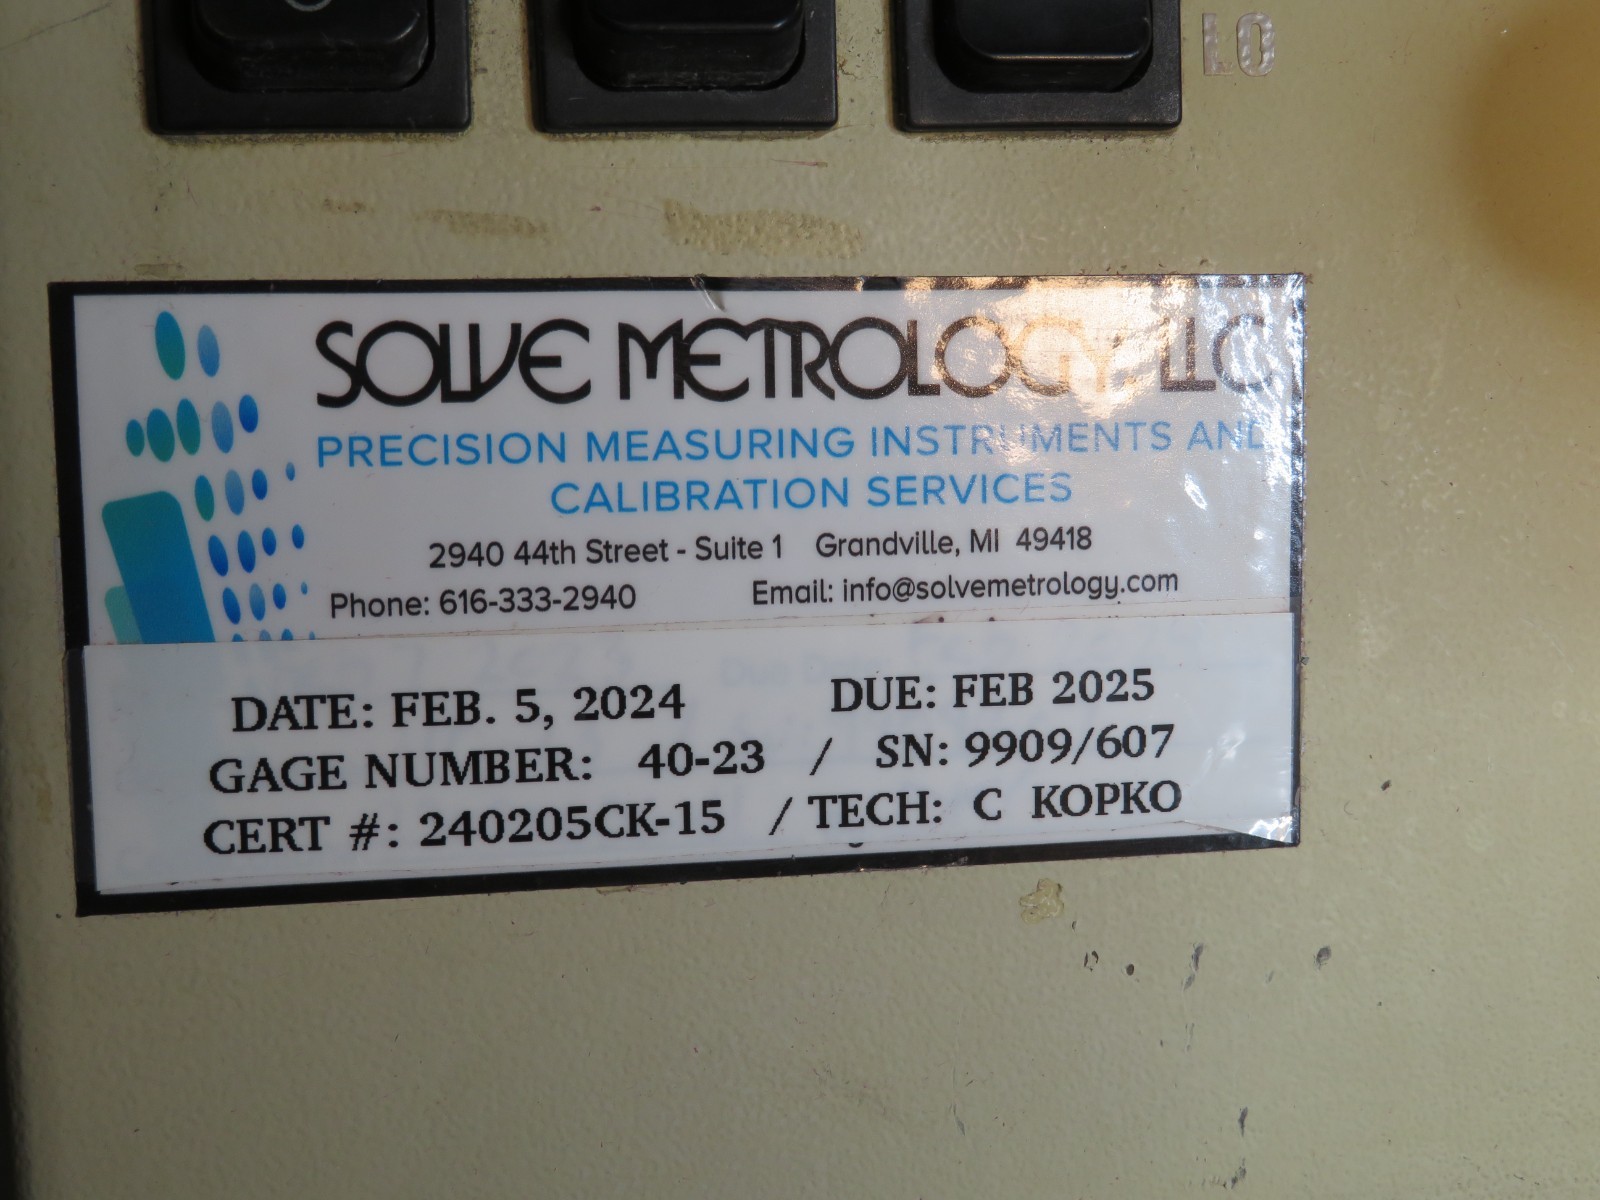 LO
SOLVE METROLOGY, LLC
PRECISION MEASURING INSTRUMENTS AND
CALIBRATION SERVICES
2940 44th Street - Suite 1 Grandville, MI 49418
Phone: 616-333-2940 Email: info@solvemetrology.com
DATE: FEB. 5, 2024 DUE: FEB 2025
GAGE NUMBER: 40-23 / SN: 9909/607
CERT #: 240205CK-15 / TECH: C KOPKO